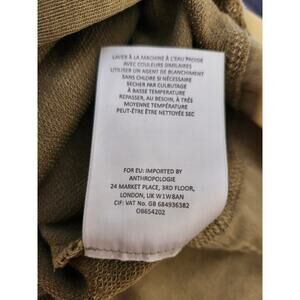 LAVER À LA MACHINE À L'EAU FROIDE
AVEC COULEURS SIMILAIRES
UTILISER UN AGENT DE BLANCHIMENT
SANS CHLORE SI NÉCESSAIRE
SECHER PAR CULBUTAGE
À BASSE TEMPÉRATURE
REPASSER, AU BESOIN, À TRÈS
MOYENNE TEMPÉRATURE
PEUT-ÊTRE ÊTRE NETTOYÉE SEC
FOR EU: IMPORTED BY
ANTHROPOLOGIE
24 MARKET PLACE, 3RD FLOOR,
LONDON, UK W1W8AN
CIF: VAT No. GB 684936382
OB654202